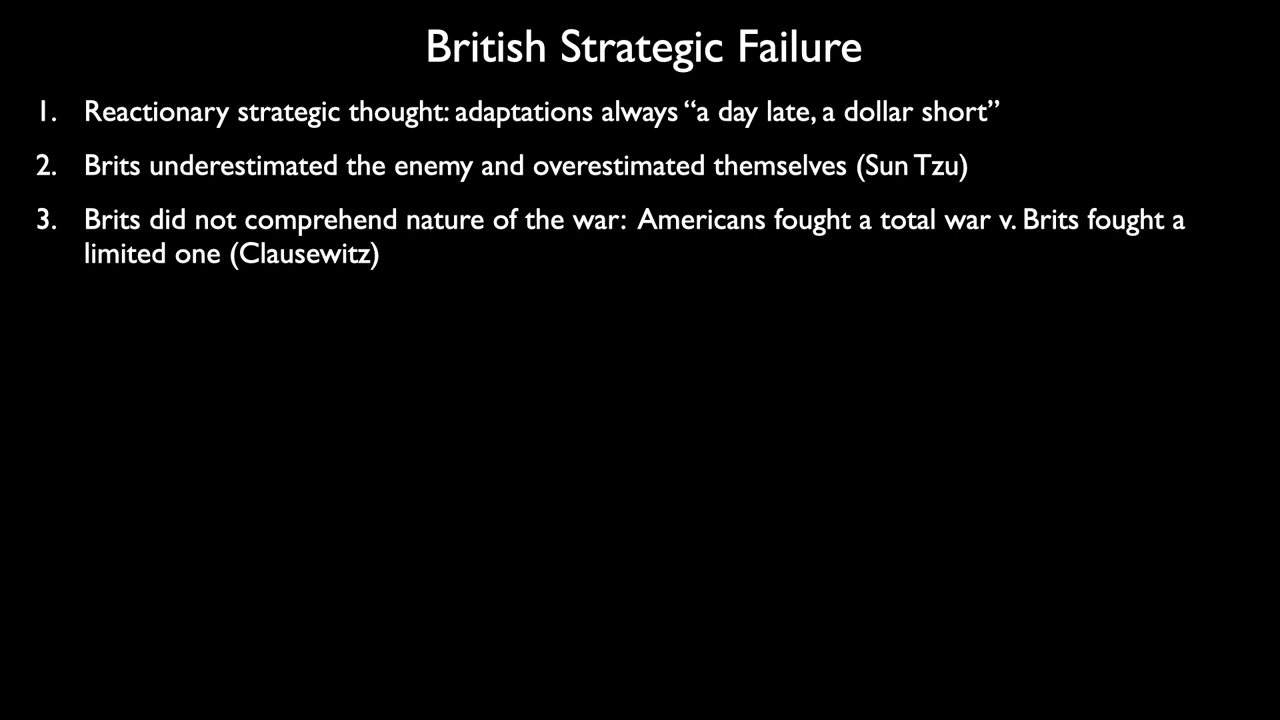 British Strategic Failure
1. Reactionary strategic thought: adaptations always “a day late, a dollar short”
2. Brits underestimated the enemy and overestimated themselves (Sun Tzu)
3. Brits did not comprehend nature of the war:  Americans fought a total war v. Brits fought a
limited one (Clausewitz)